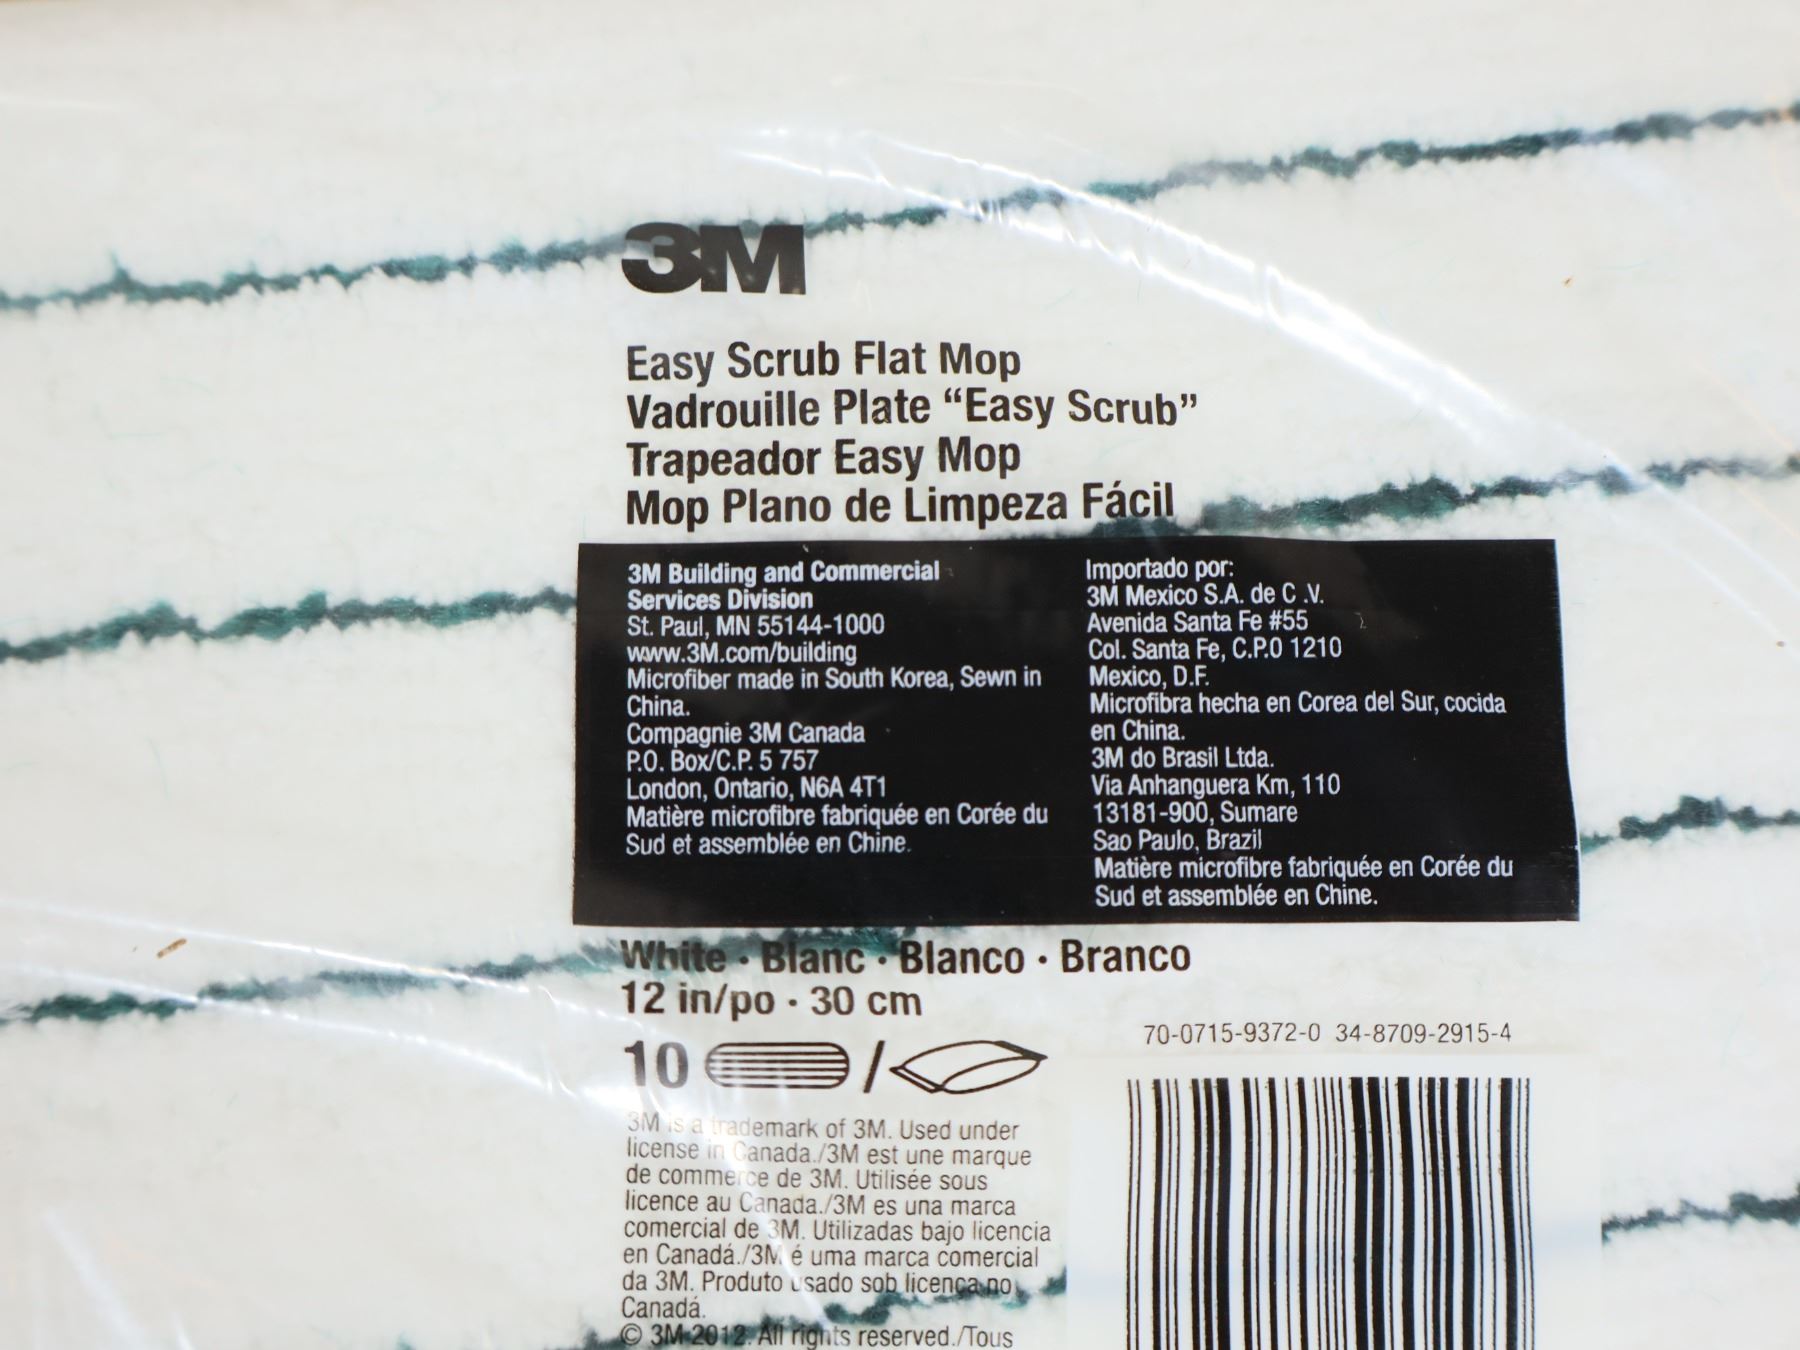 3M
Easy Scrub Flat Mop
Vadrouille Plate “Easy Scrub”
Trapeador Easy Mop
Mop Plano de Limpeza Fácil
3M Building and Commercial
Services Division
St. Paul, MN 55144-1000
www.3M.com/building
Microfiber made in South Korea, Sewn in
China.
Compagnie 3M Canada
P.O. Box/C.P. 5 757
London, Ontario, N6A 4T1
Matière microfibre fabriquée en Corée du
Sud et assemblée en Chine.
Importado por:
3M Mexico S.A. de C .V.
Avenida Santa Fe #55
Col. Santa Fe, C.P.0 1210
Mexico, D.F.
Microfibra hecha en Corea del Sur, cocida
en China.
3M do Brasil Ltda.
Via Anhanguera Km, 110
13181-900, Sumare
Sao Paulo, Brazil
Matière microfibre fabriquée en Corée du
Sud et assemblée en Chine.
White · Blanc · Blanco · Branco
12 in/po · 30 cm
10 /
70-0715-9372-0 34-8709-2915-4
3M is a trademark of 3M. Used under
license in Canada./3M est une marque
de commerce de 3M. Utilisée sous
licence au Canada./3M es una marca
comercial de 3M. Utilizadas bajo licencia
en Canadá./3M é uma marca comercial
da 3M. Produto usado sob licença no
Canadá.
© 3M 2012. All rights reserved./Tous